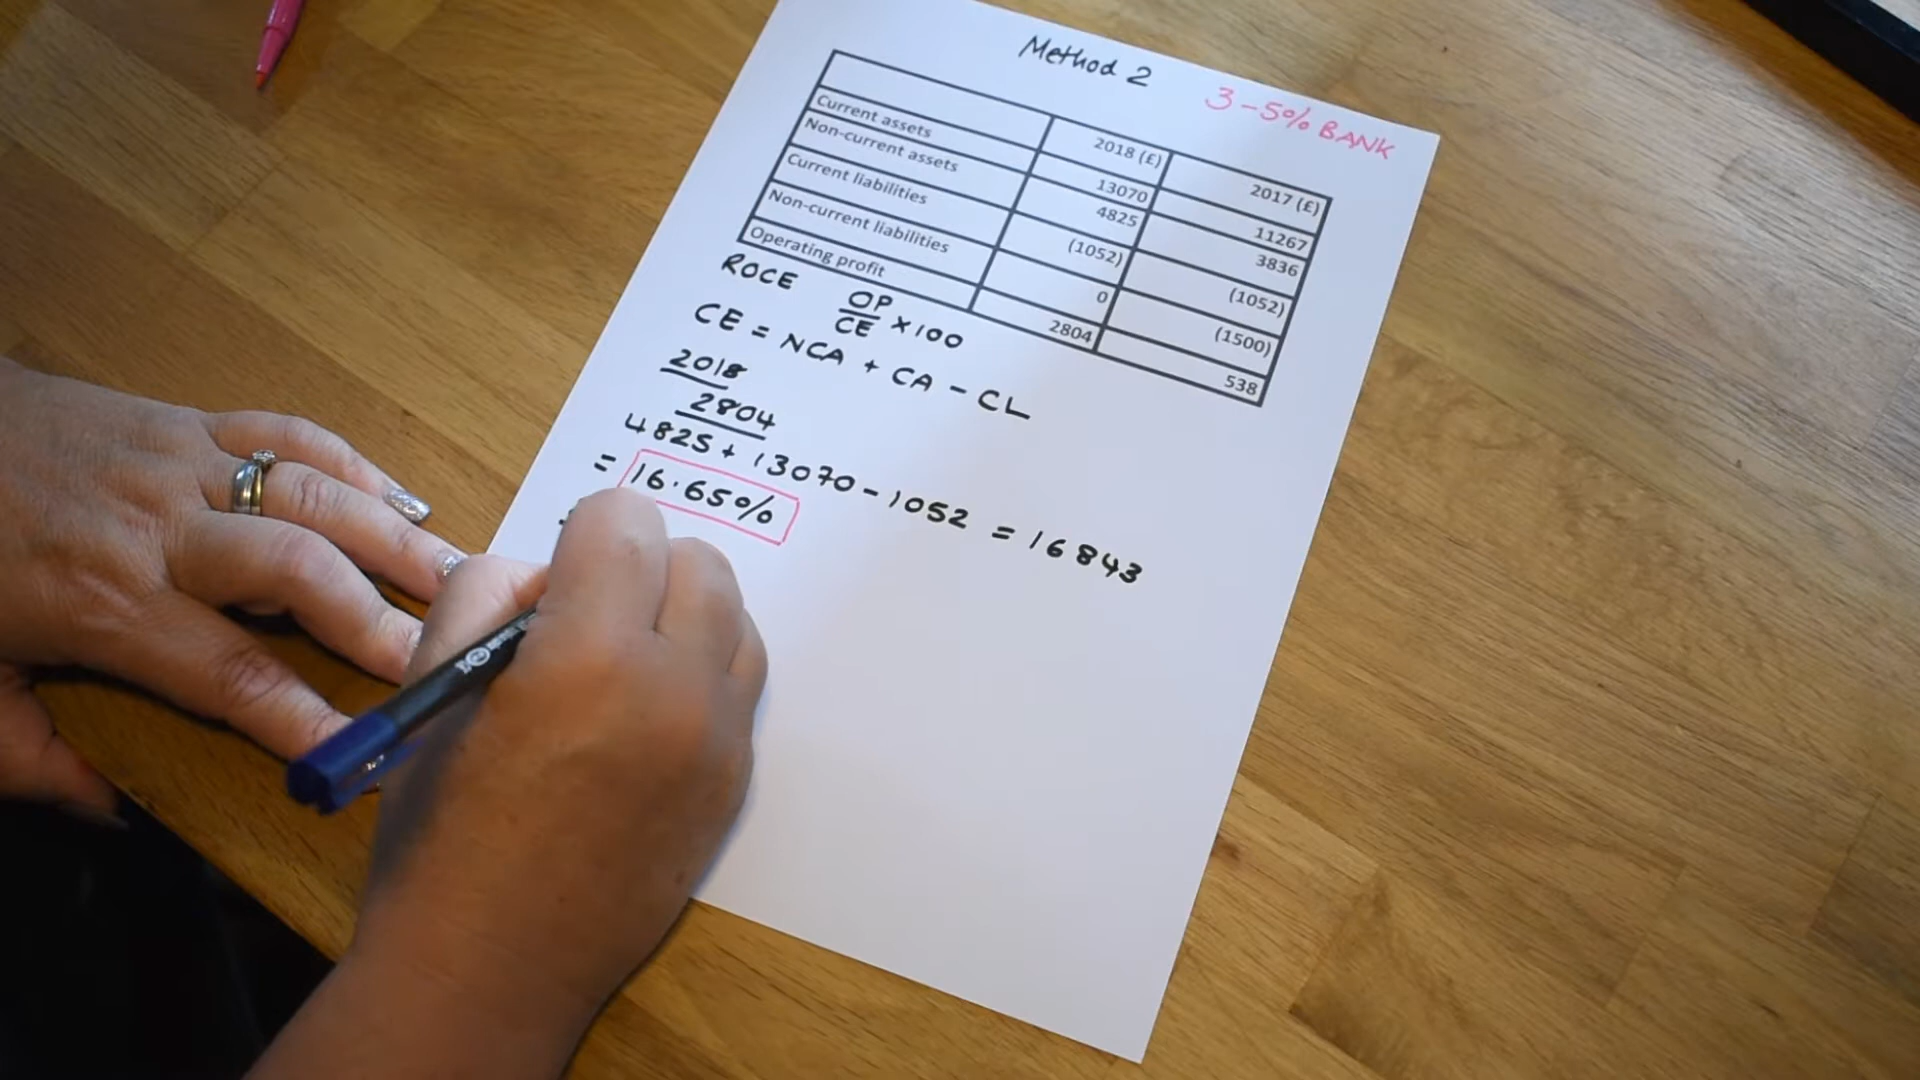 Method 2
3-5% BANK
2018 (£) 2017 (£)
Current assets 13070 11267
Non-current assets 4825 3836
Current liabilities (1052) (1052)
Non-current liabilities 0 (1500)
Operating profit 2804 538
ROCE OP
CE × 100
CE = NCA + CA - CL
2018
2804
4825 + 13070 - 1052 = 16843
= 16.65%